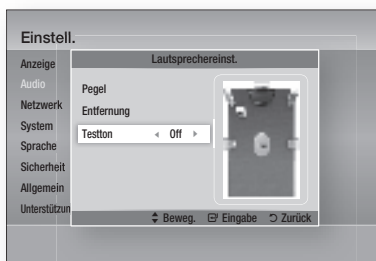 Einstell.
Lautsprechereinst.
Anzeige
Audio
Netzwerk
System
Sprache
Sicherheit
Allgemein
Unterstützun
Pegel
Entfernung
Testton Off
Beweg. Eingabe Zurück